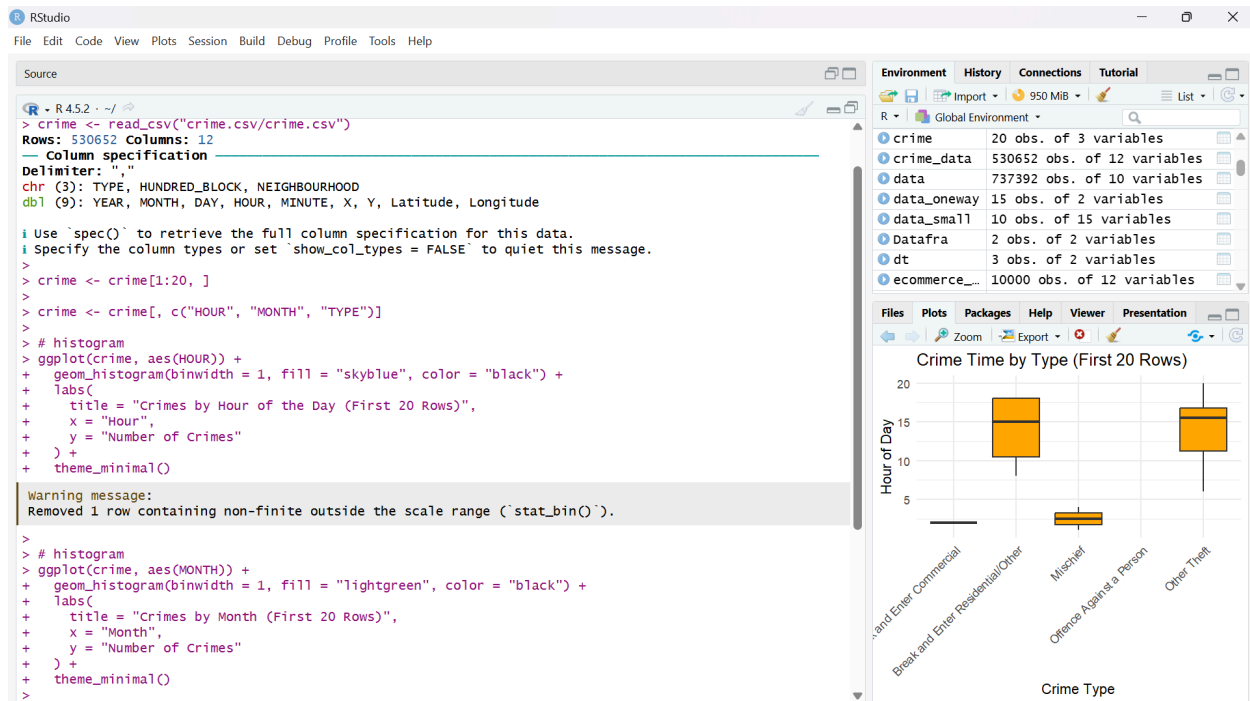 RStudio
File Edit Code View Plots Session Build Debug Profile Tools Help
Source
R 4.5.2 · ~/
> crime <- read_csv("crime.csv/crime.csv")
Rows: 530652 Columns: 12
── Column specification ────────────────────────
Delimiter: ","
chr (3): TYPE, HUNDRED_BLOCK, NEIGHBOURHOOD
dbl (9): YEAR, MONTH, DAY, HOUR, MINUTE, X, Y, Latitude, Longitude
ℹ Use `spec()` to retrieve the full column specification for this data.
ℹ Specify the column types or set `show_col_types = FALSE` to quiet this message.
>
> crime <- crime[1:20, ]
>
> crime <- crime[, c("HOUR", "MONTH", "TYPE")]
>
> # histogram
> ggplot(crime, aes(HOUR)) +
+   geom_histogram(binwidth = 1, fill = "skyblue", color = "black") +
+   labs(
+     title = "Crimes by Hour of the Day (First 20 Rows)",
+     x = "Hour",
+     y = "Number of Crimes"
+   ) +
+   theme_minimal()
Warning message:
Removed 1 row containing non-finite outside the scale range (`stat_bin()`).
>
> # histogram
> ggplot(crime, aes(MONTH)) +
+   geom_histogram(binwidth = 1, fill = "lightgreen", color = "black") +
+   labs(
+     title = "Crimes by Month (First 20 Rows)",
+     x = "Month",
+     y = "Number of Crimes"
+   ) +
+   theme_minimal()
>
Environment History Connections Tutorial
Import 950 MiB List
R Global Environment
crime 20 obs. of 3 variables
crime_data 530652 obs. of 12 variables
data 737392 obs. of 10 variables
data_oneway 15 obs. of 2 variables
data_small 10 obs. of 15 variables
Datafra 2 obs. of 2 variables
dt 3 obs. of 2 variables
ecommerce_… 10000 obs. of 12 variables
Files Plots Packages Help Viewer Presentation
Zoom Export
Crime Time by Type (First 20 Rows)
20
15
10
5
Hour of Day
and Enter Commercial
Break and Enter Residential/Other
Mischief
Offence Against a Person
Other Theft
Crime Type